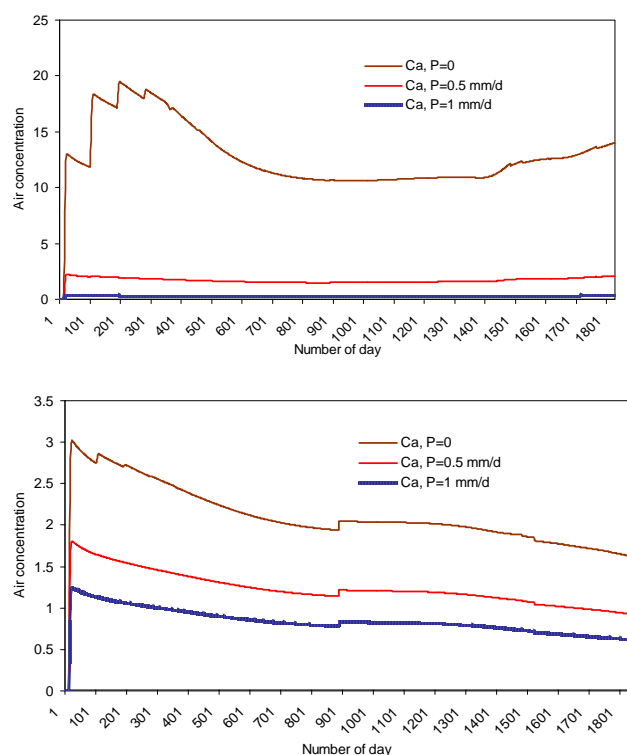 25
20
15
10
5
0
Air concentration
Ca, P=0
Ca, P=0.5 mm/d
Ca, P=1 mm/d
1 101 201 301 401 501 601 701 801 901 1001 1101 1201 1301 1401 1501 1601 1701 1801
Number of day
3.5
3
2.5
2
1.5
1
0.5
0
Air concentration
Ca, P=0
Ca, P=0.5 mm/d
Ca, P=1 mm/d
1 101 201 301 401 501 601 701 801 901 1001 1101 1201 1301 1401 1501 1601 1701 1801
Number of day